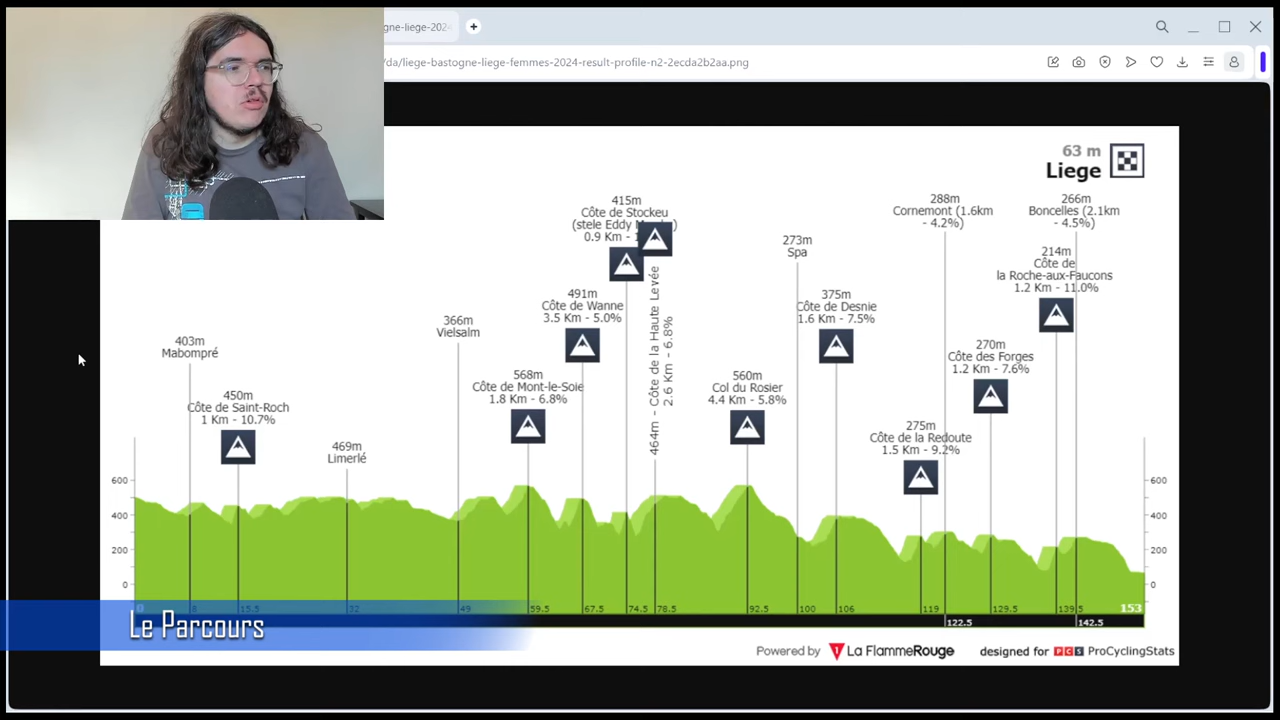 gne-liege-2024
/da/liege-bastogne-liege-femmes-2024-result-profile-n2-2ecda2b2aa.png
63 m
Liege
415m
Côte de Stockeu
(stele Eddy
0.9 Km -
288m
Cornemont (1.6km
- 4.2%)
266m
Boncelles (2.1km
- 4.5%)
273m
Spa
214m
Côte de
la Roche-aux-Faucons
1.2 Km - 11.0%
491m
Côte de Wanne
3.5 Km - 5.0%
464m - Côte de la Haute Levée
2.6 Km - 6.8%
375m
Côte de Desnie
1.6 Km - 7.5%
366m
Vielsalm
403m
Mabompré
270m
Côte des Forges
1.2 Km - 7.6%
568m
Côte de Mont-le-Soie
1.8 Km - 6.8%
560m
Col du Rosier
4.4 Km - 5.8%
450m
Côte de Saint-Roch
1 Km - 10.7%
275m
Côte de la Redoute
1.5 Km - 9.2%
469m
Limerlé
600 600
400 400
200 200
0 0
0 8 15.5 32 49 59.5 67.5 74.5 78.5 92.5 100 106 119 129.5 139.5 153
122.5 142.5
Le Parcours
Powered by La FlammeRouge designed for PCS ProCyclingStats